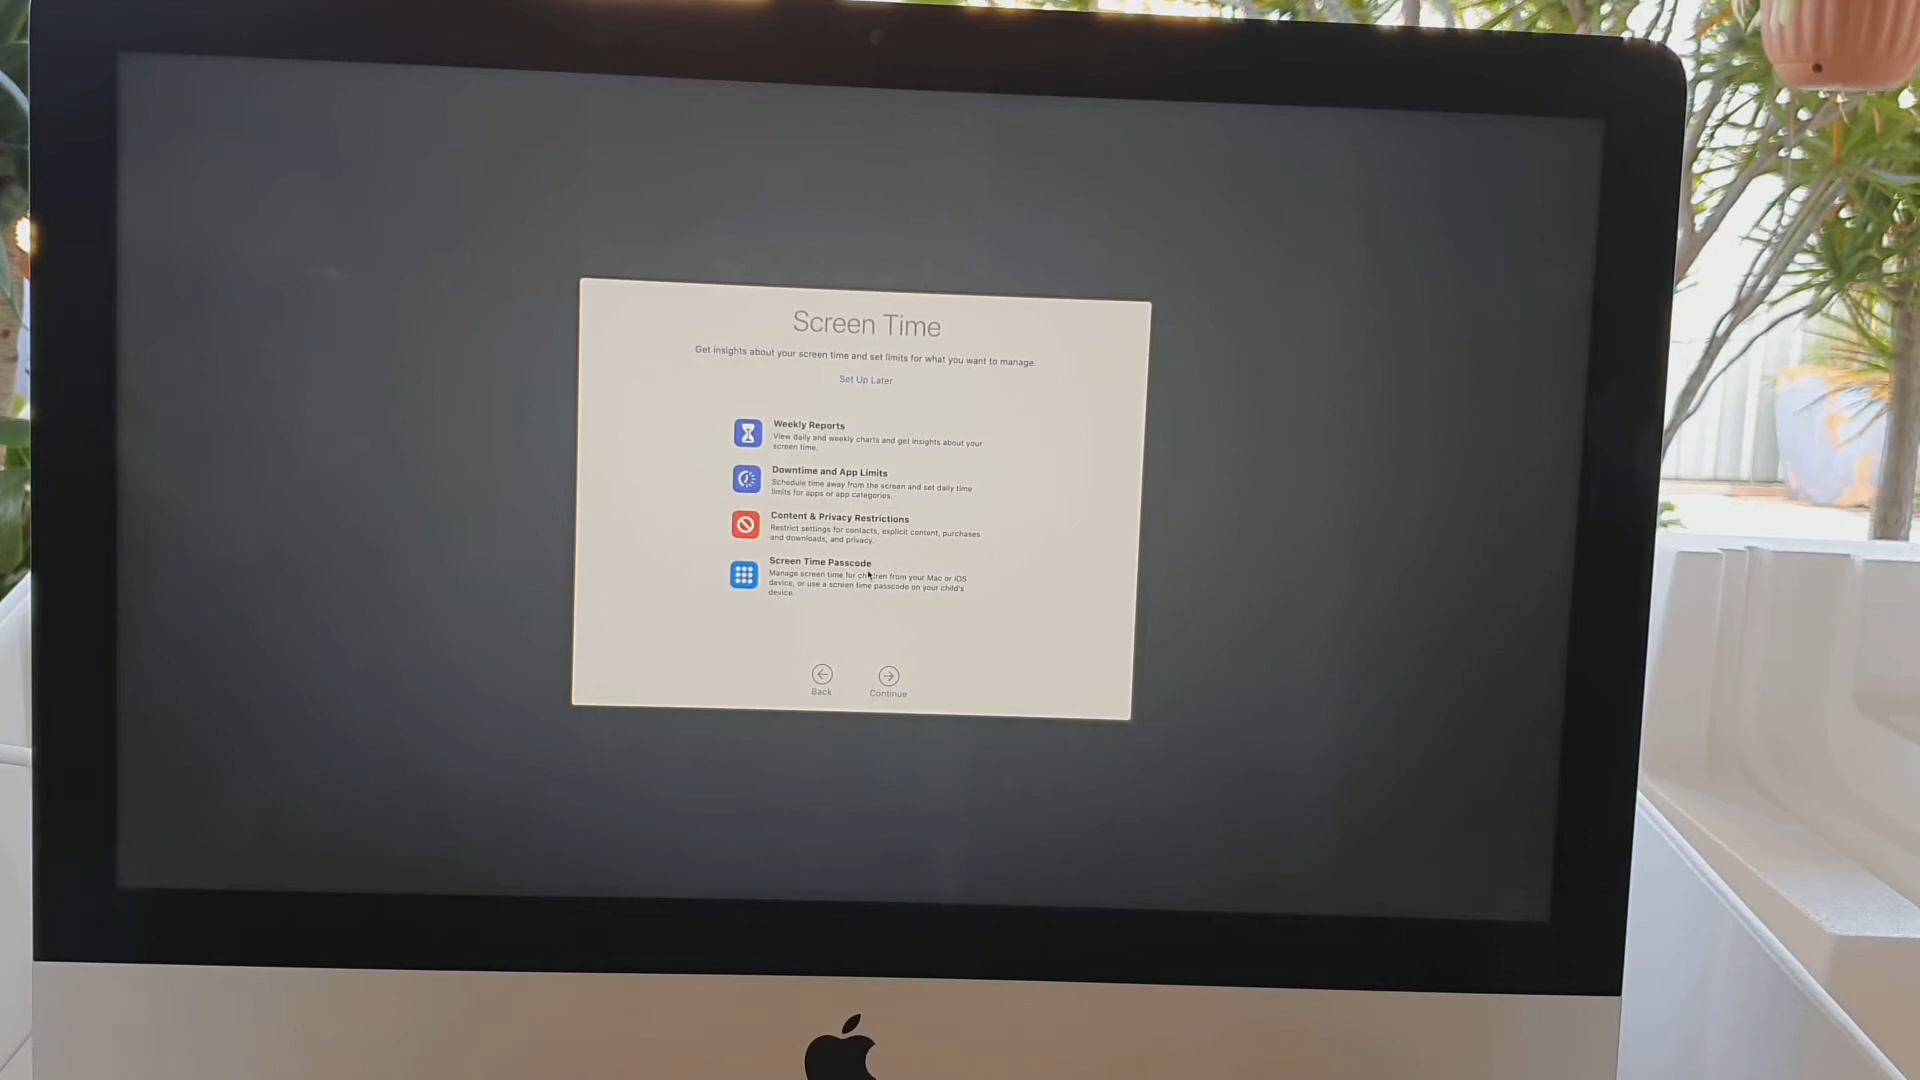 Screen Time
Get insights about your screen time and set limits for what you want to manage.
Set Up Later
Weekly Reports
View daily and weekly charts and get insights about your
screen time.
Downtime and App Limits
Schedule time away from the screen and set daily time
limits for apps or app categories.
Content & Privacy Restrictions
Restrict settings for contacts, explicit content, purchases
and downloads, and privacy.
Screen Time Passcode
Manage screen time for children from your Mac or iOS
device, or use a screen time passcode on your child's
device.
Back
Continue